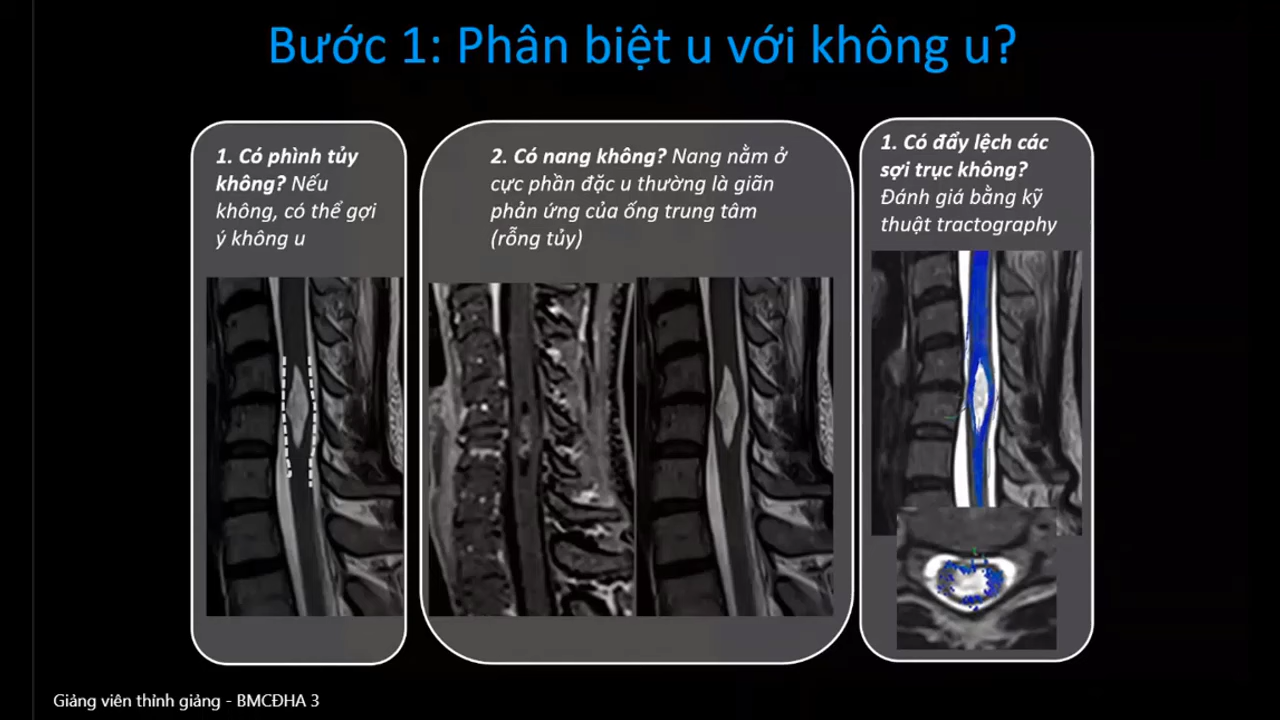 Bước 1: Phân biệt u với không u?
1. Có phình tủy
không? Nếu
không, có thể gợi
ý không u
2. Có nang không? Nang nằm ở
cực phần đặc u thường là giãn
phản ứng của ống trung tâm
(rỗng tủy)
1. Có đẩy lệch các
sợi trục không?
Đánh giá bằng kỹ
thuật tractography
Giảng viên thỉnh giảng - BMCĐHA 3